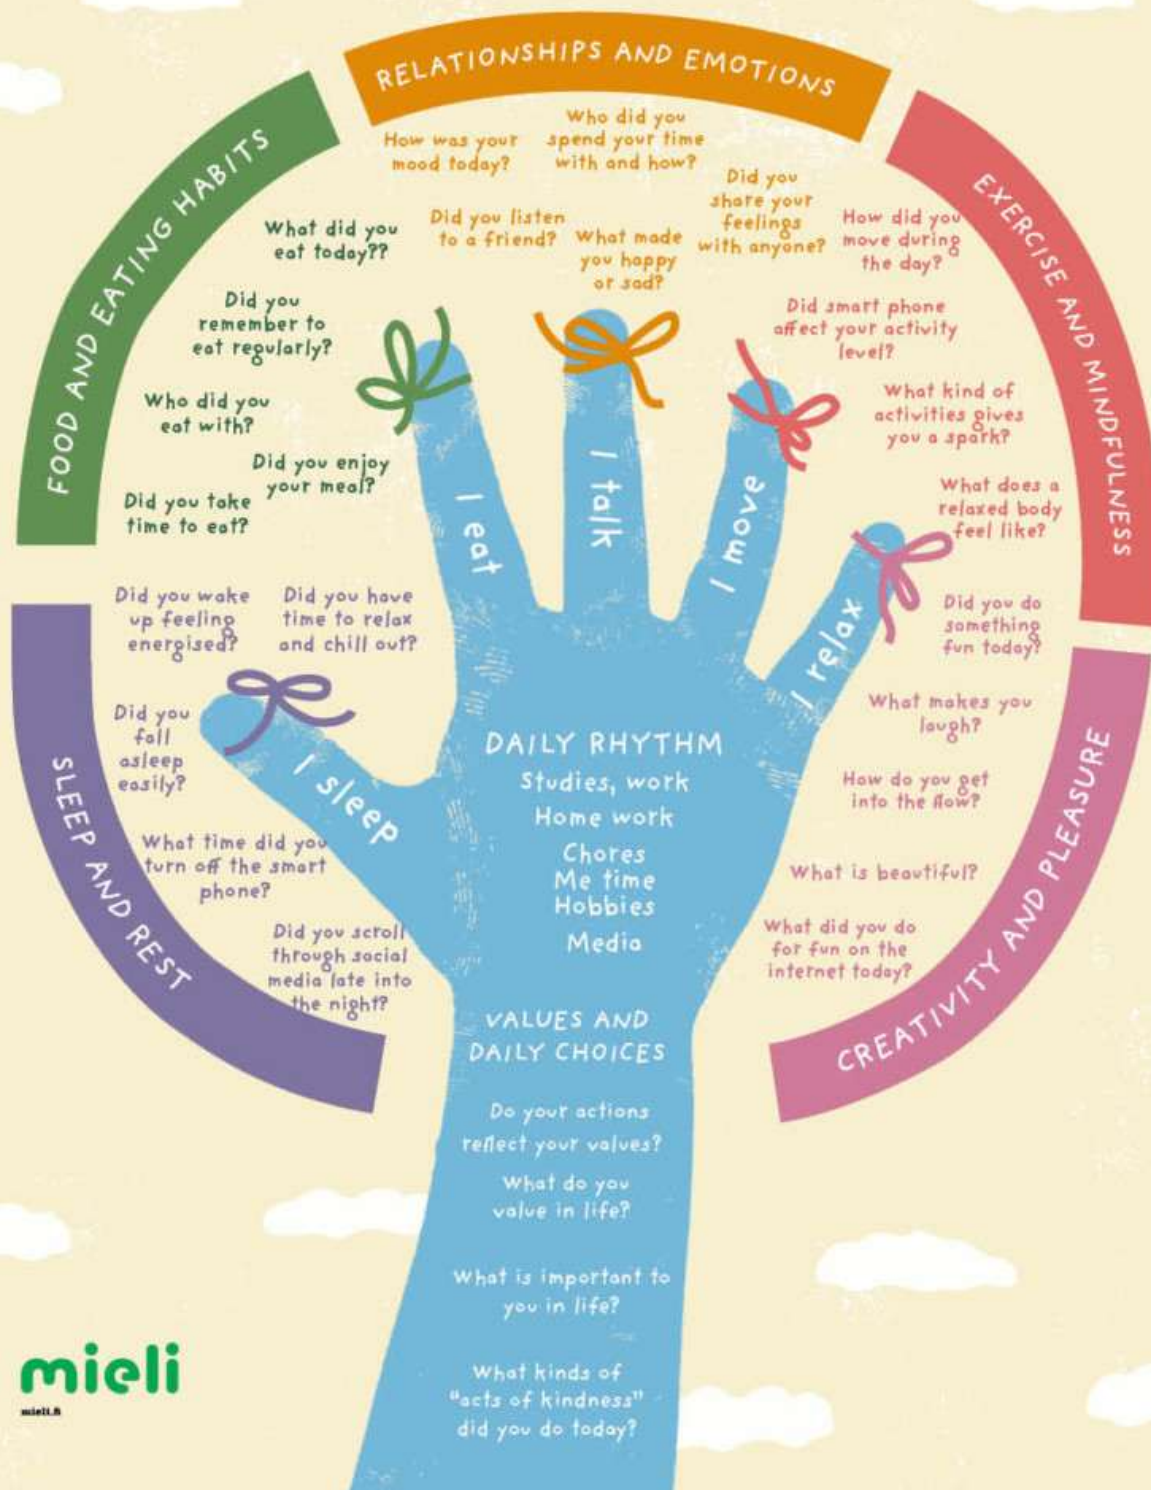 RELATIONSHIPS AND EMOTIONS
How was your
mood today?
Who did you
spend your time
with and how?
Did you listen
to a friend?
What made
you happy
or sad?
Did you
share your
feelings
with anyone?
FOOD AND EATING HABITS
What did you
eat today??
Did you
remember to
eat regularly?
Who did you
eat with?
Did you enjoy
your meal?
Did you take
time to eat?
EXERCISE AND MINDFULNESS
How did you
move during
the day?
Did smart phone
affect your activity
level?
What kind of
activities gives
you a spark?
What does a
relaxed body
feel like?
I eat
I talk
I move
I relax
I sleep
SLEEP AND REST
Did you wake
up feeling
energised?
Did you have
time to relax
and chill out?
Did you
fall
asleep
easily?
What time did you
turn off the smart
phone?
Did you scroll
through social
media late into
the night?
CREATIVITY AND PLEASURE
Did you do
something
fun today?
What makes you
laugh?
How do you get
into the flow?
What is beautiful?
What did you do
for fun on the
internet today?
DAILY RHYTHM
Studies, work
Home work
Chores
Me time
Hobbies
Media
VALUES AND
DAILY CHOICES
Do your actions
reflect your values?
What do you
value in life?
What is important to
you in life?
What kinds of
"acts of kindness"
did you do today?
mieli
mieli.fi